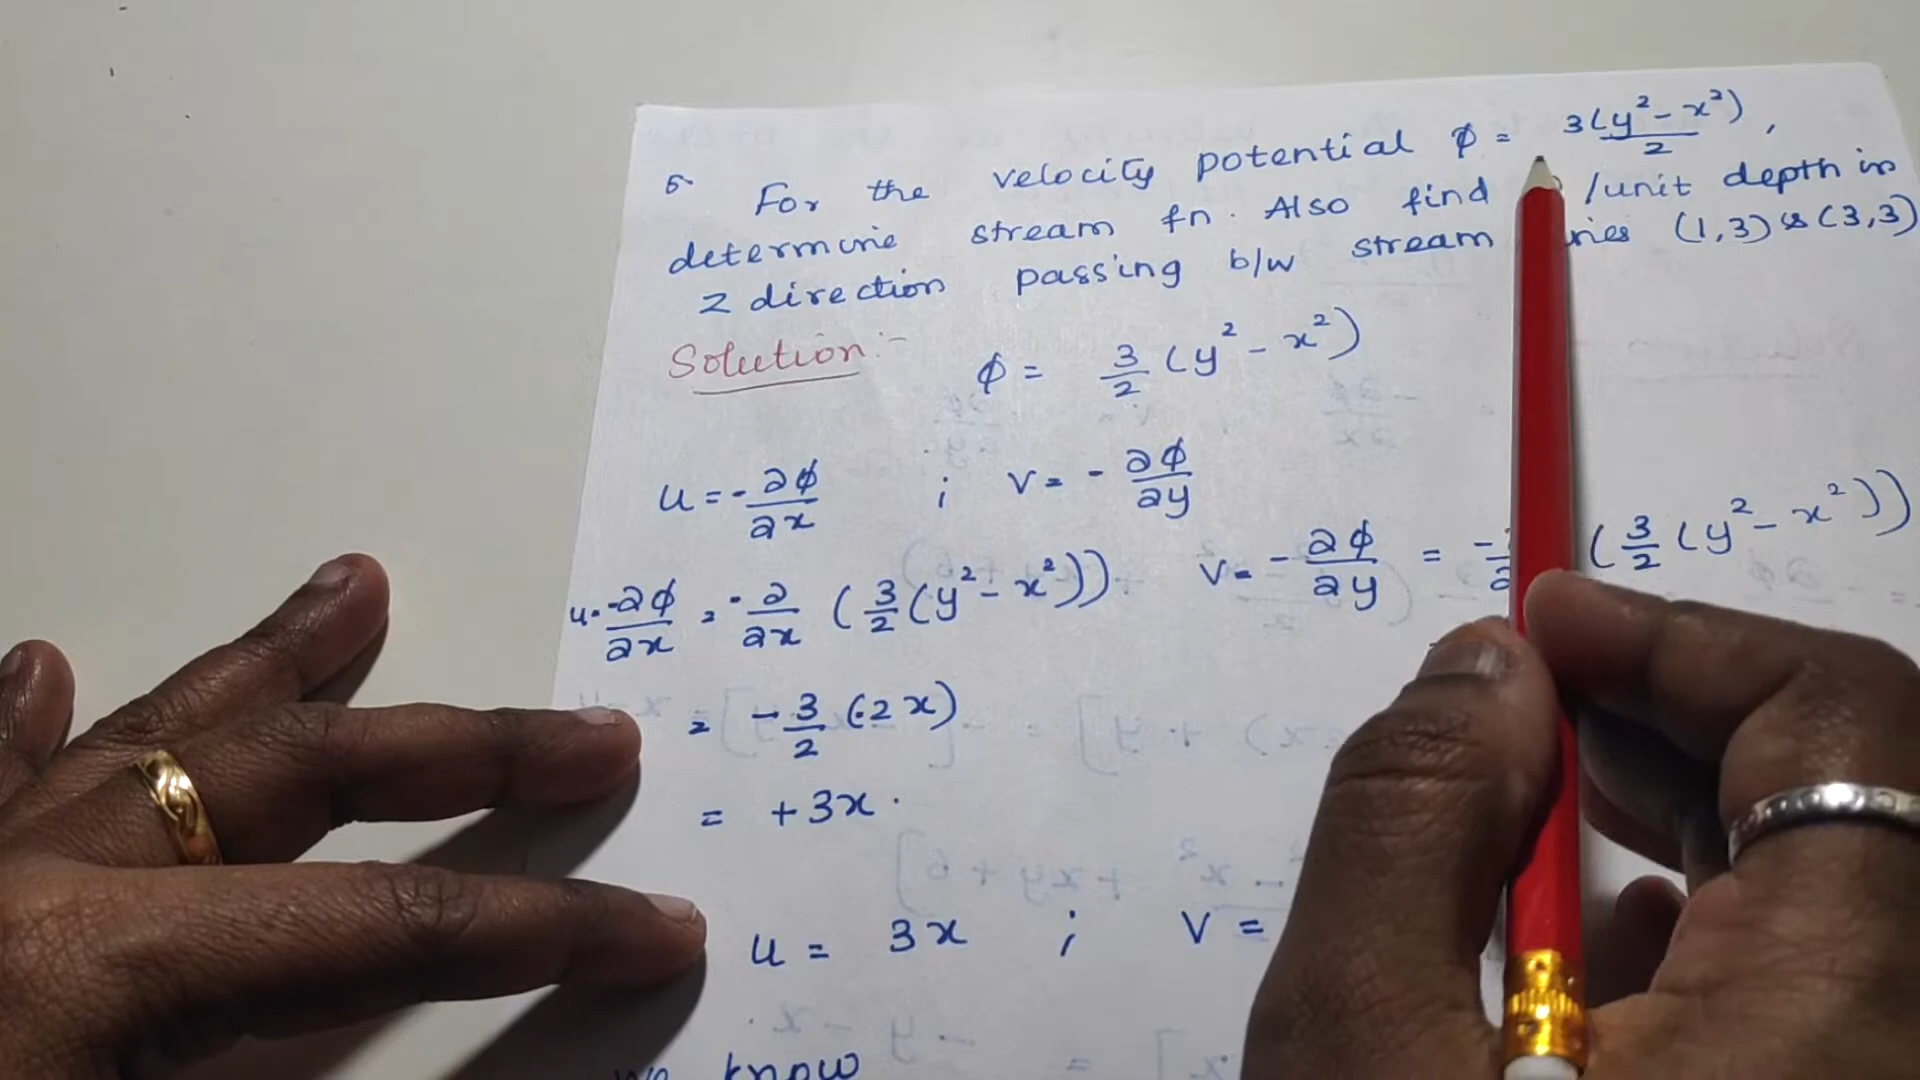 5. For the velocity potential φ = 3(y² - x²)/2 ,
determine stream fn. Also find /unit depth in
z direction passing b/w stream (1,3) & (3,3)
Solution :-
φ = 3/2 (y² - x²)
u = - ∂φ/∂x ; v = - ∂φ/∂y
u = -∂φ/∂x = -∂/∂x (3/2 (y² - x²)) v = - ∂φ/∂y = (3/2 (y² - x²))
= -3/2 (-2x)
= +3x .
u = 3x ; v =
know